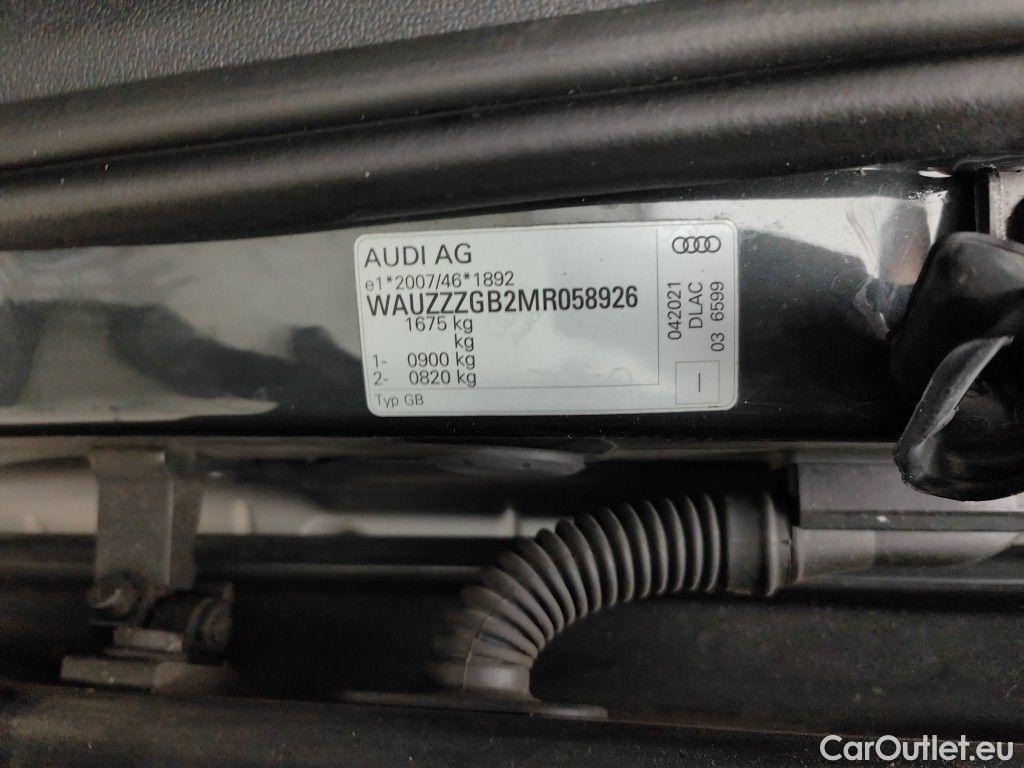 AUDI AG
e1*2007/46*1892
WAUZZZGB2MR058926
1675 kg
kg
1- 0900 kg
2- 0820 kg
Typ GB
042021
DLAC
03 6599
I
CarOutlet.eu